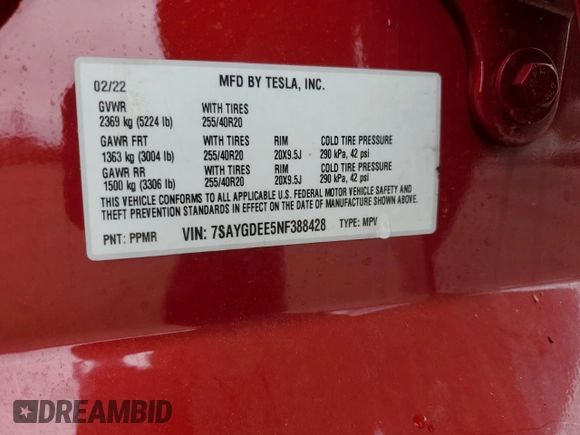 02/22 MFD BY TESLA, INC.
GVWR WITH TIRES
2369 kg (5224 lb) 255/40R20
GAWR FRT WITH TIRES RIM COLD TIRE PRESSURE
1363 kg (3004 lb) 255/40R20 20X9.5J 290 kPa, 42 psi
GAWR RR WITH TIRES RIM COLD TIRE PRESSURE
1500 kg (3306 lb) 255/40R20 20X9.5J 290 kPa, 42 psi
THIS VEHICLE CONFORMS TO ALL APPLICABLE U.S. FEDERAL MOTOR VEHICLE SAFETY AND
THEFT PREVENTION STANDARDS IN EFFECT ON THE DATE OF MANUFACTURE SHOWN ABOVE.
PNT: PPMR VIN: 7SAYGDEE5NF388428 TYPE: MPV
DREAMBID